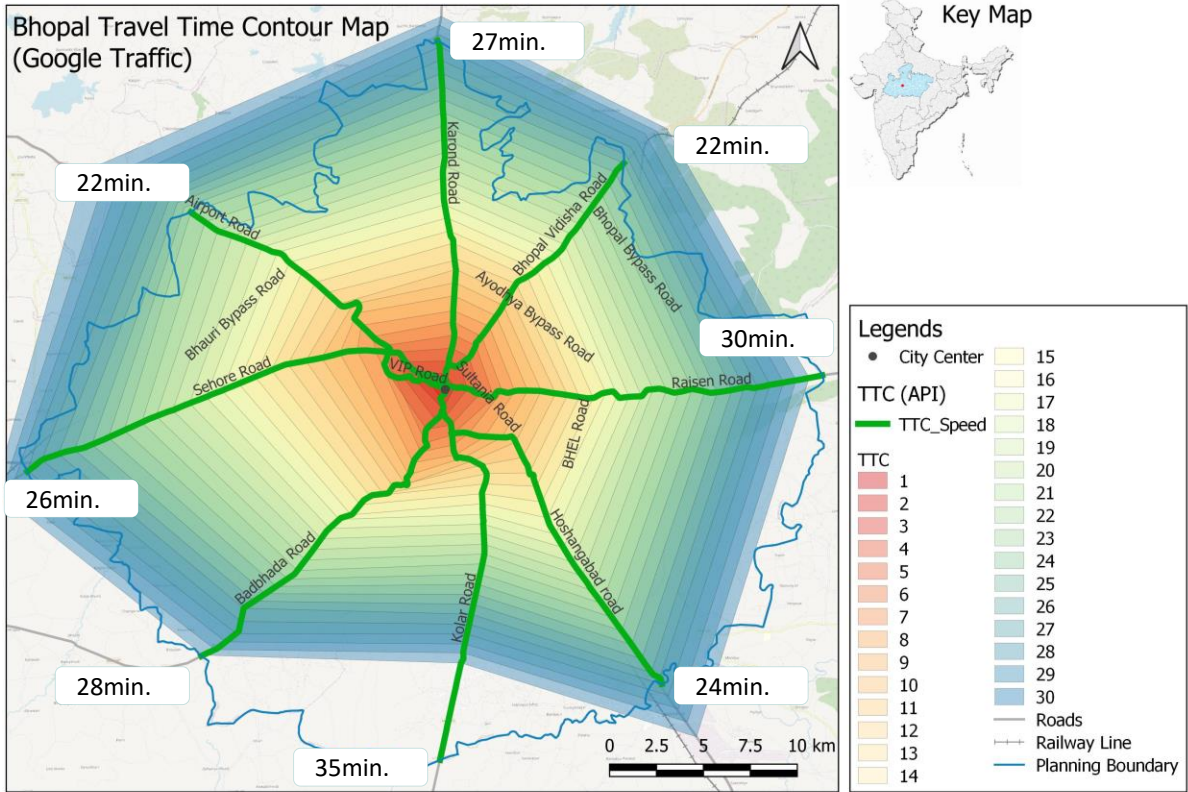 Bhopal Travel Time Contour Map
(Google Traffic)
27min.
22min.
22min.
30min.
26min.
28min.
35min.
24min.
Karond Road
Airport Road
Bhopal Vidisha Road
Bhopal Bypass Road
Ayodhya Bypass Road
Bhauri Bypass Road
Sehore Road
VIP Road
Sultania Road
Raisen Road
BHEL Road
Hoshangabad road
Badbhada Road
Kolar Road
0 2.5 5 7.5 10 km
Key Map
Legends
City Center
TTC (API)
TTC_Speed
TTC
1
2
3
4
5
6
7
8
9
10
11
12
13
14
15
16
17
18
19
20
21
22
23
24
25
26
27
28
29
30
Roads
Railway Line
Planning Boundary